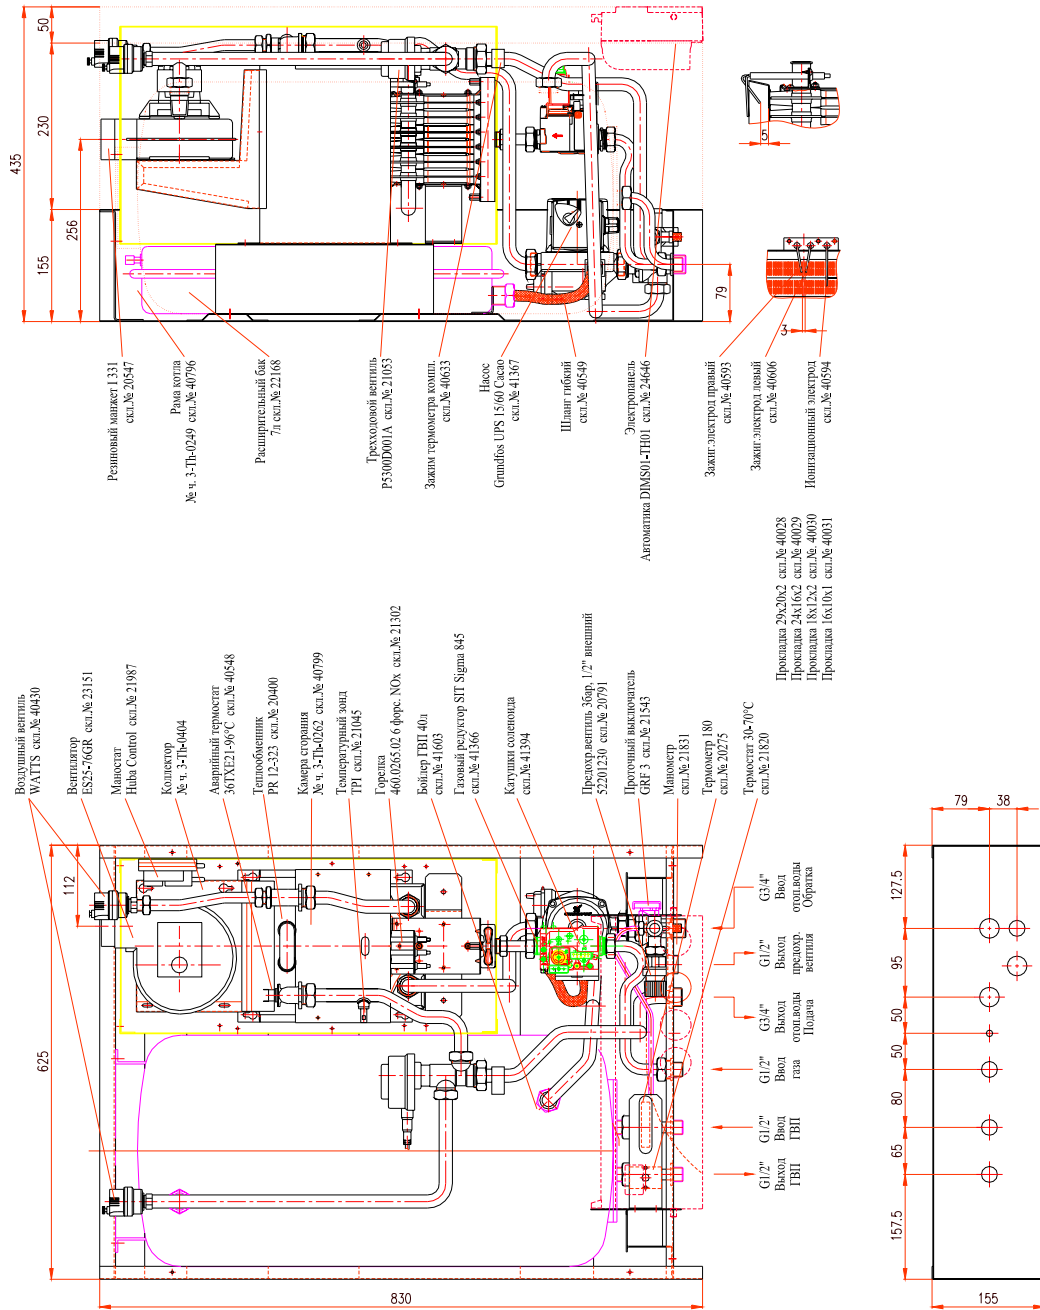 50
230
435
155
256
79
5
3
Резиновый манжет I 331
скл.№ 20547
Рама котла
№ ч. 3-Th-0249 скл.№ 40796
Расширительный бак
7л скл.№ 22168
Трехходовой вентиль
P5300D001A скл.№ 21053
Зажим термометра компл.
скл.№ 40633
Насос
Grundfos UPS 15/60 Cacao
скл.№ 41367
Шланг гибкий
скл.№ 40549
Электропанель
Автоматика DIMS01-TH01 скл.№ 24646
Зажиг.электрод правый
скл.№ 40593
Зажиг.электрод левый
скл.№ 40606
Ионизационный электрод
скл.№ 40594
Прокладка 29x20x2 скл.№ 40028
Прокладка 24x16x2 скл.№ 40029
Прокладка 18x12x2 скл.№. 40030
Прокладка 16x10x1 скл.№ 40031
Воздушный вентиль
WATTS скл.№ 40430
Вентилятор
ES25-76GR скл.№ 23151
Маностат
Huba Control скл.№ 21987
Коллектор
№ ч. 3-Th-0404
Аварийный термостат
36TXE21-96°C скл.№ 40548
Теплообменник
PR 12-323 скл.№ 20400
Камера сгорания
№ ч. 3-Th-0262 скл.№ 40799
Температурный зонд
TP1 скл.№ 21045
Горелка
460.0265.02 6 форс. NOx скл.№ 21302
Бойлер ГВП 40л
скл.№ 41603
Газовый редуктор SIT Sigma 845
скл.№ 41366
Катушки соленоида
скл.№ 41394
Предохр.вентиль 3бар, 1/2" внешний
52201230 скл.№ 20791
Проточный выключатель
GRF 3 скл.№ 21543
Манометр
скл.№ 21831
Термометр 180
скл.№ 20275
Термостат 30-70°C
скл.№ 21820
112
625
830
G3/4"
Ввод
отоп.воды
Обратка
G1/2"
Выход
предохр.
вентиля
G3/4"
Выход
отоп.воды
Подача
G1/2"
Ввод
газа
G1/2"
Ввод
ГВП
G1/2"
Выход
ГВП
79
38
127.5
95
50
50
80
65
157.5
155